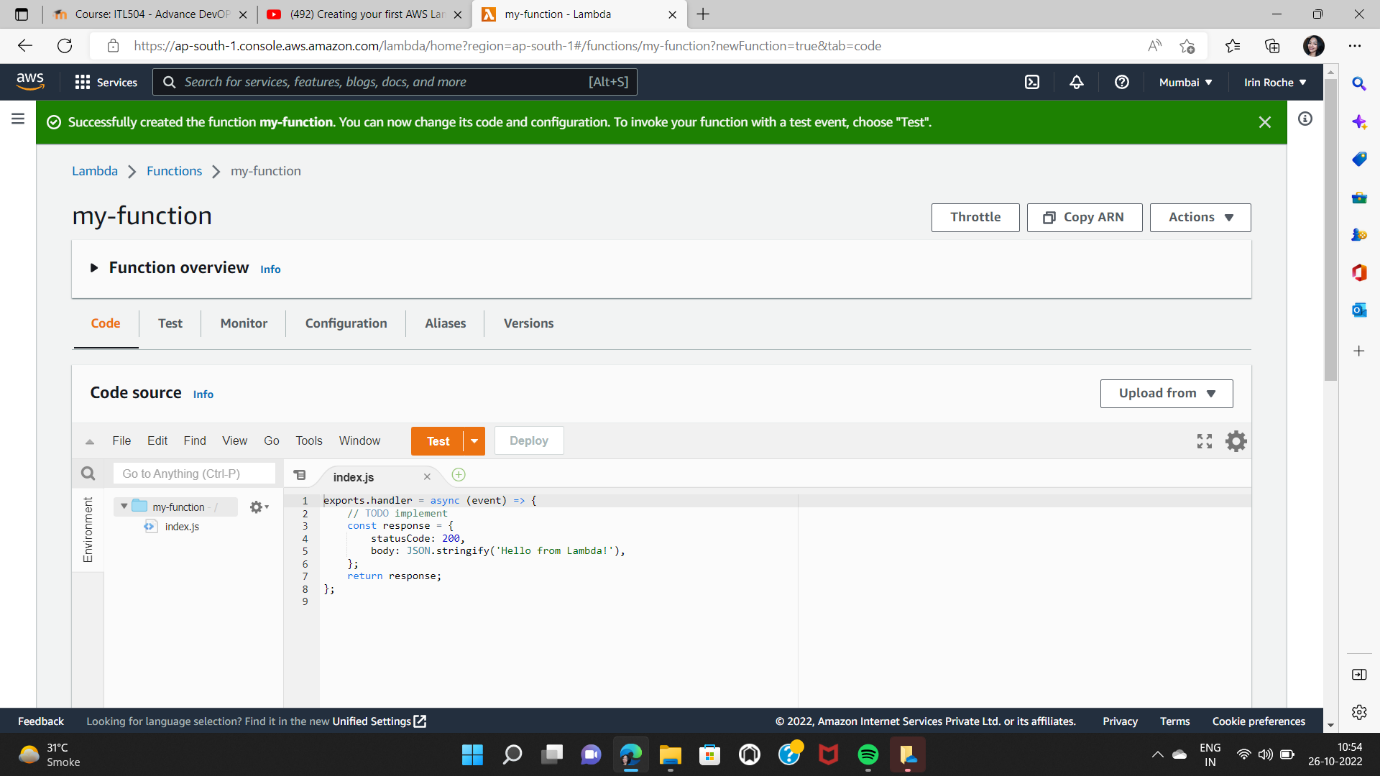 Course: ITL504 - Advance DevOP
(492) Creating your first AWS Lar
my-function - Lambda
https://ap-south-1.console.aws.amazon.com/lambda/home?region=ap-south-1#/functions/my-function?newFunction=true&tab=code
aws
Services
Search for services, features, blogs, docs, and more
[Alt+S]
Mumbai ▼
Irin Roche ▼
Successfully created the function my-function. You can now change its code and configuration. To invoke your function with a test event, choose "Test".
Lambda > Functions > my-function
my-function
Throttle
Copy ARN
Actions ▼
Function overview Info
Code
Test
Monitor
Configuration
Aliases
Versions
Code source Info
Upload from ▼
File Edit Find View Go Tools Window
Test
Deploy
Go to Anything (Ctrl-P)
index.js
Environment
my-function - /
index.js
1 exports.handler = async (event) => {
2 // TODO implement
3 const response = {
4 statusCode: 200,
5 body: JSON.stringify('Hello from Lambda!'),
6 };
7 return response;
8 };
9
Feedback
Looking for language selection? Find it in the new Unified Settings
© 2022, Amazon Internet Services Private Ltd. or its affiliates.
Privacy
Terms
Cookie preferences
31°C
Smoke
ENG
IN
10:54
26-10-2022